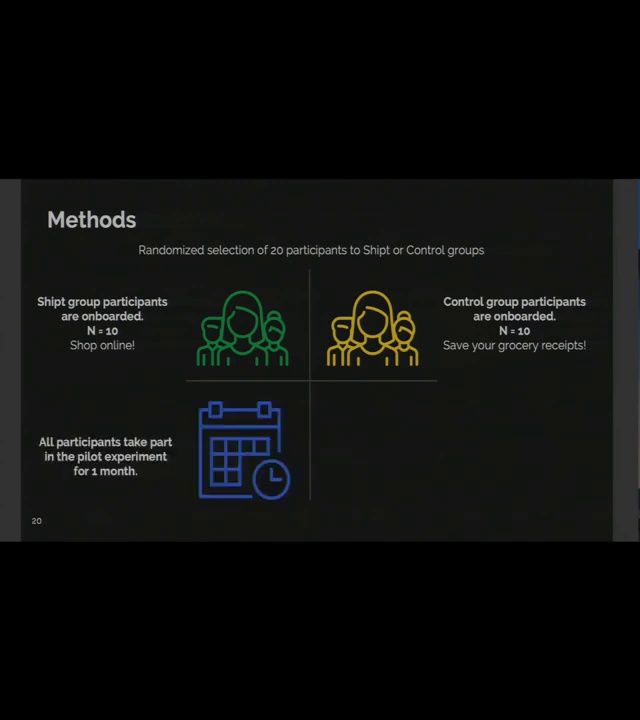 Methods
Randomized selection of 20 participants to Shipt or Control groups
Shipt group participants
are onboarded.
N = 10
Shop online!
Control group participants
are onboarded.
N = 10
Save your grocery receipts!
All participants take part
in the pilot experiment
for 1 month.
20